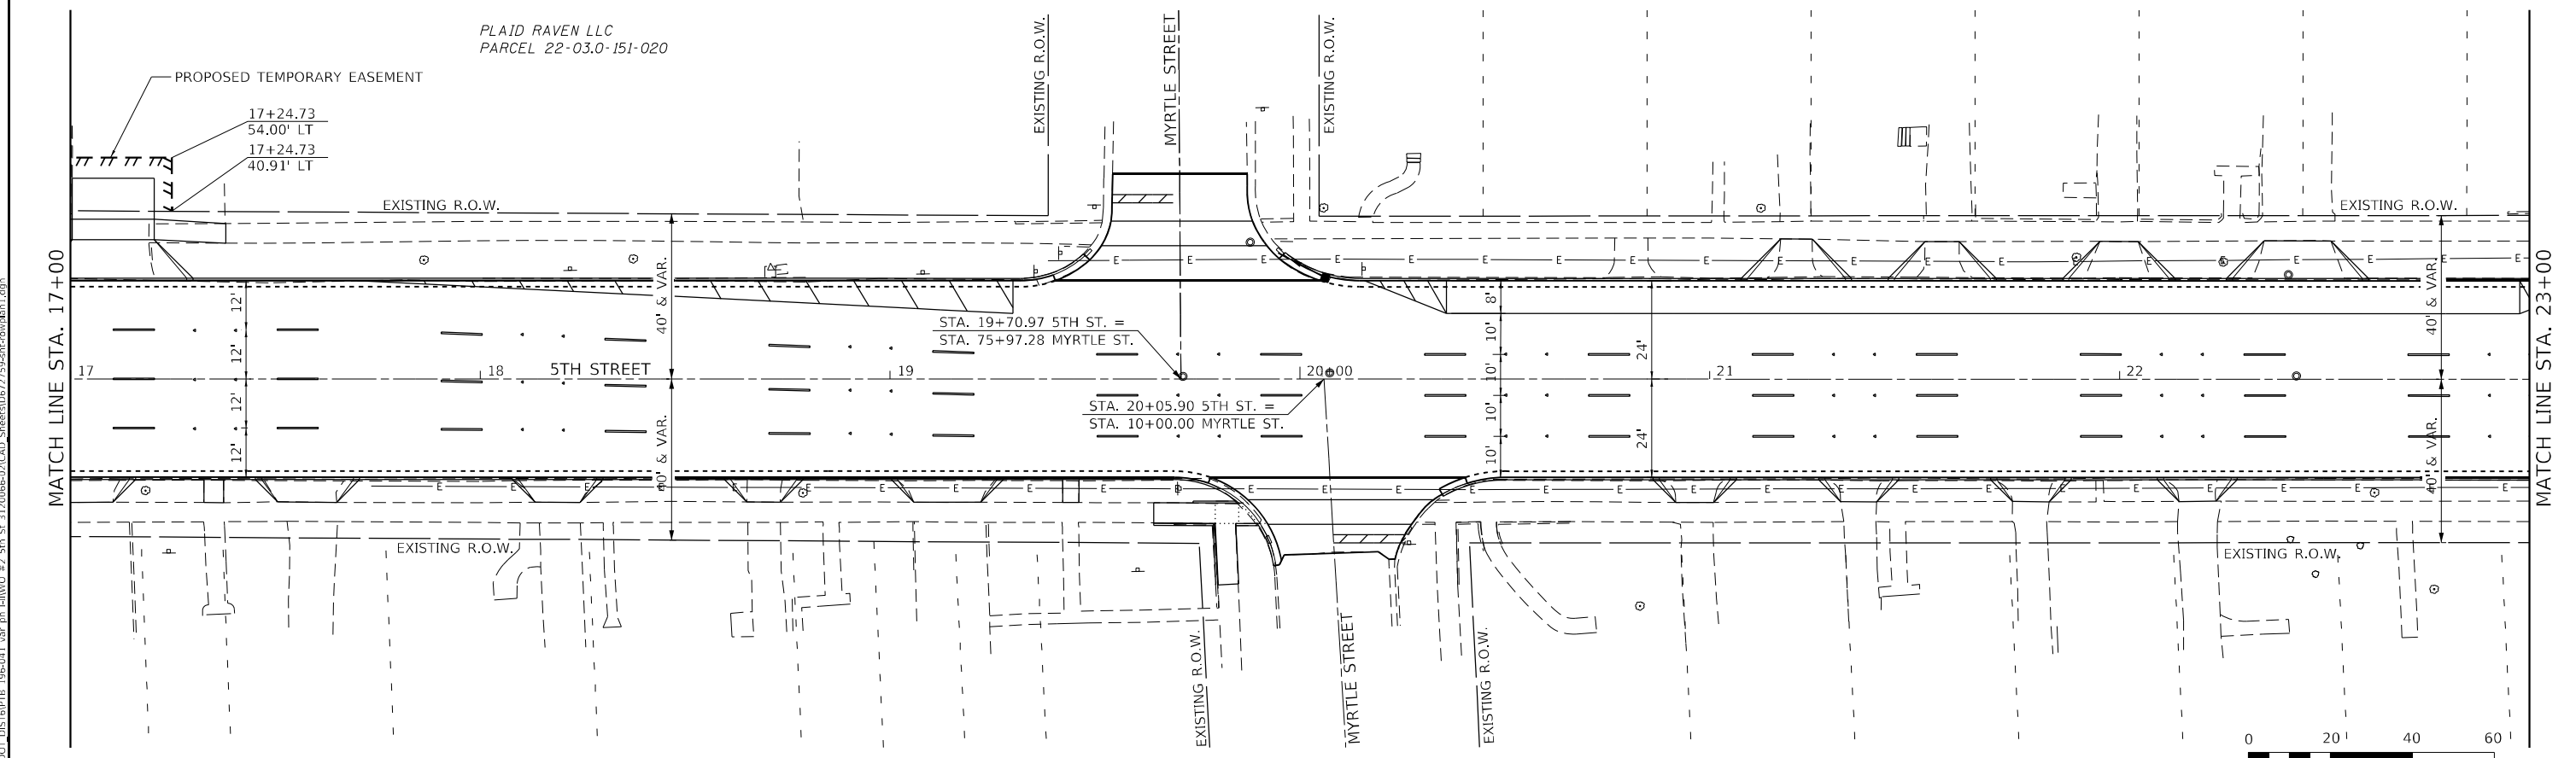 PLAID RAVEN LLC
PARCEL 22-03.0-151-020
PROPOSED TEMPORARY EASEMENT
17+24.73
54.00' LT
17+24.73
40.91' LT
EXISTING R.O.W.
MYRTLE STREET
EXISTING R.O.W.
EXISTING R.O.W.
EXISTING R.O.W.
MATCH LINE STA. 17+00
MATCH LINE STA. 23+00
12'
12'
12'
12'
40' & VAR.
40' & VAR.
STA. 19+70.97 5TH ST. =
STA. 75+97.28 MYRTLE ST.
8'
10'
10'
10'
10'
24'
24'
40' & VAR.
40' & VAR.
17
18
5TH STREET
19
20+00
21
22
STA. 20+05.90 5TH ST. =
STA. 10+00.00 MYRTLE ST.
E E E E E E E E E E E E E E E E E E
E E E E E E E E E E E E E E E E E E E E E E E E E E E E
EXISTING R.O.W.
EXISTING R.O.W.
EXISTING R.O.W.
MYRTLE STREET
EXISTING R.O.W.
0 20 40 60